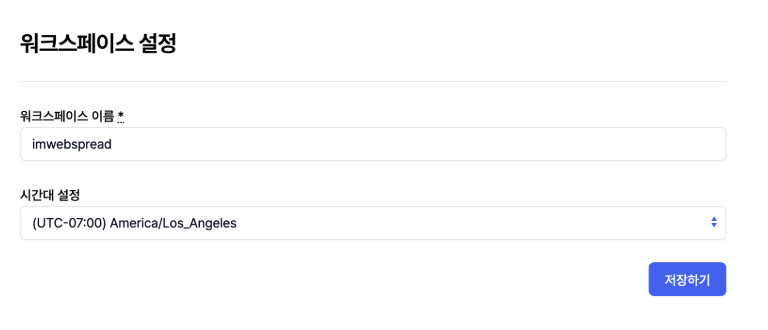 워크스페이스 설정
워크스페이스 이름 *
imwebspread
시간대 설정
(UTC-07:00) America/Los_Angeles
저장하기